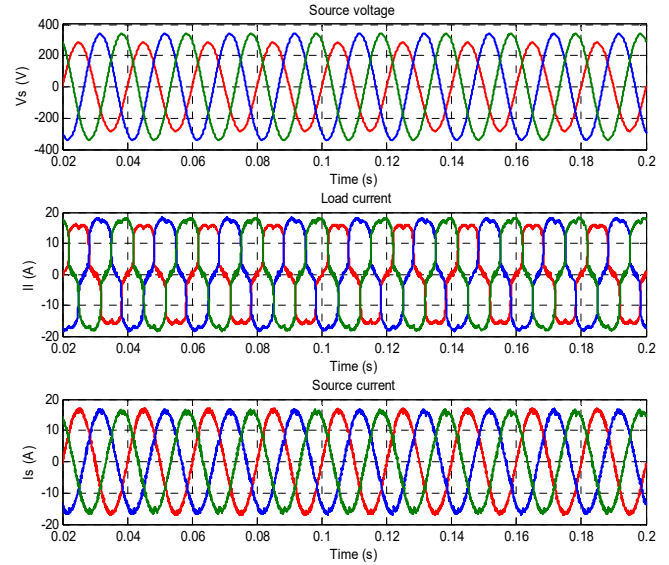 Source voltage
400
200
0
-200
-400
Vs (V)
0.02 0.04 0.06 0.08 0.1 0.12 0.14 0.16 0.18 0.2
Time (s)
Load current
20
10
0
-10
-20
Il (A)
0.02 0.04 0.06 0.08 0.1 0.12 0.14 0.16 0.18 0.2
Time (s)
Source current
20
10
0
-10
-20
Is (A)
0.02 0.04 0.06 0.08 0.1 0.12 0.14 0.16 0.18 0.2
Time (s)